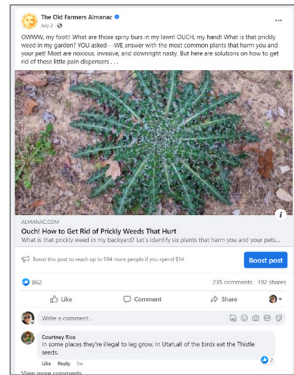 The Old Farmers Almanac
July 2
OWWW, my foot!! What are those spiny burs in my lawn! OUCH, my hand! What is that prickly
weed in my garden? YOU asked—WE answer with the most common plants that harm you and
your pet! Most are noxious, invasive, and downright nasty. But here are solutions on how to get
rid of these little pain dispensers . . .
ALMANAC.COM
Ouch! How to Get Rid of Prickly Weeds That Hurt
What is that prickly weed in my backyard? Let's identify six plants that harm you and your pets...
Boost this post to reach up to 594 more people if you spend $14.
Boost post
862
235 comments 192 shares
Like Comment Share
Write a comment...
Courtney Rice
In some places they're illegal to leg grow. In Utah,all of the birds eat the Thistle
seeds.
Like Reply 5w
2
View more comments